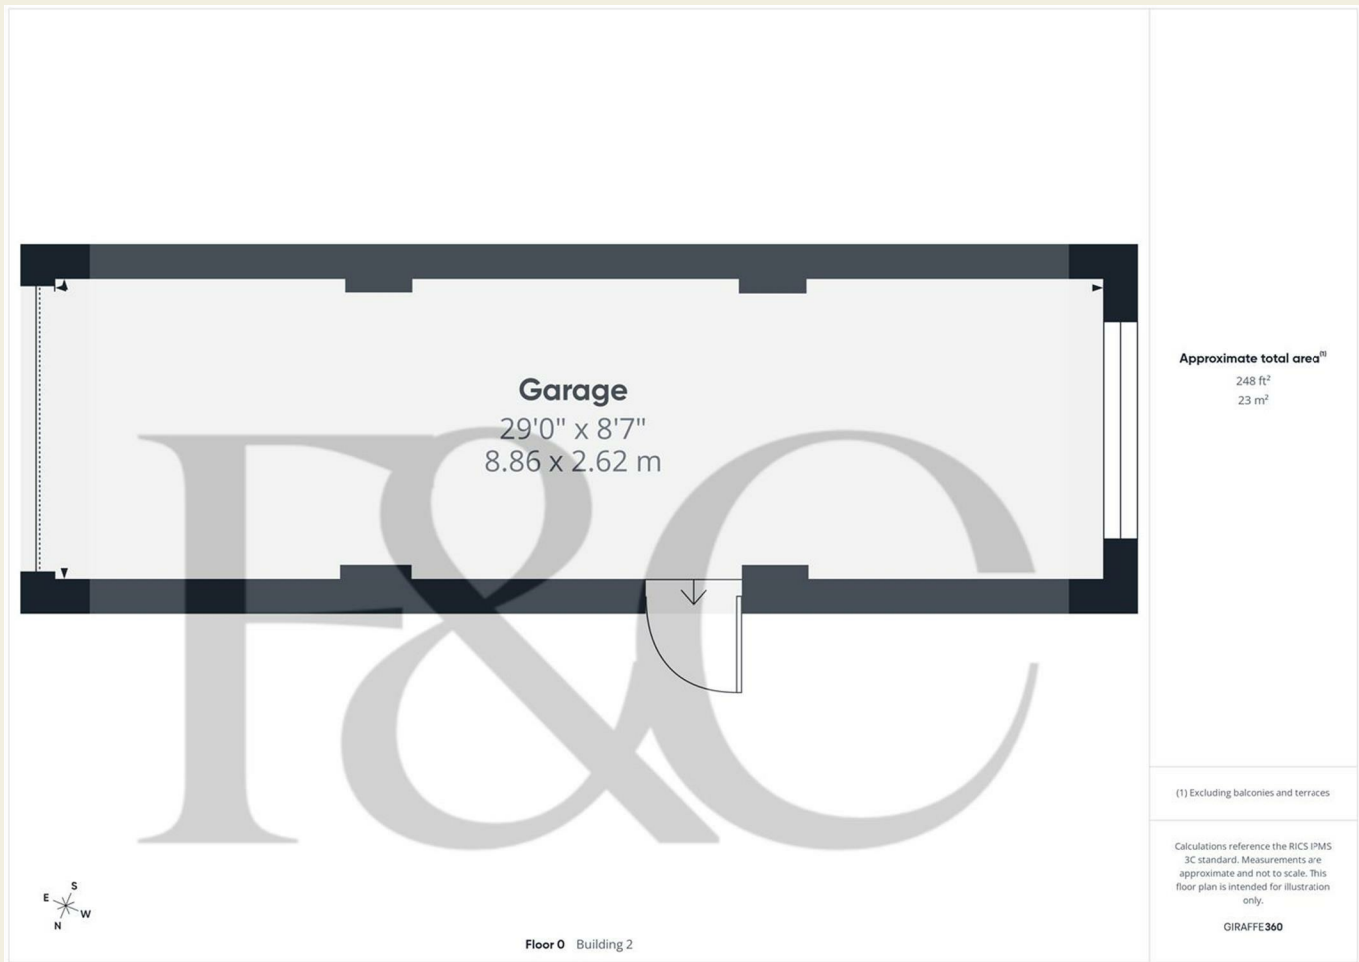 Garage
29'0" x 8'7"
8.86 x 2.62 m
F&C
Approximate total area(1)
248 ft²
23 m²
(1) Excluding balconies and terraces
Calculations reference the RICS IPMS
3C standard. Measurements are
approximate and not to scale. This
floor plan is intended for illustration
only.
GIRAFFE360
S
E
W
N
Floor 0 Building 2